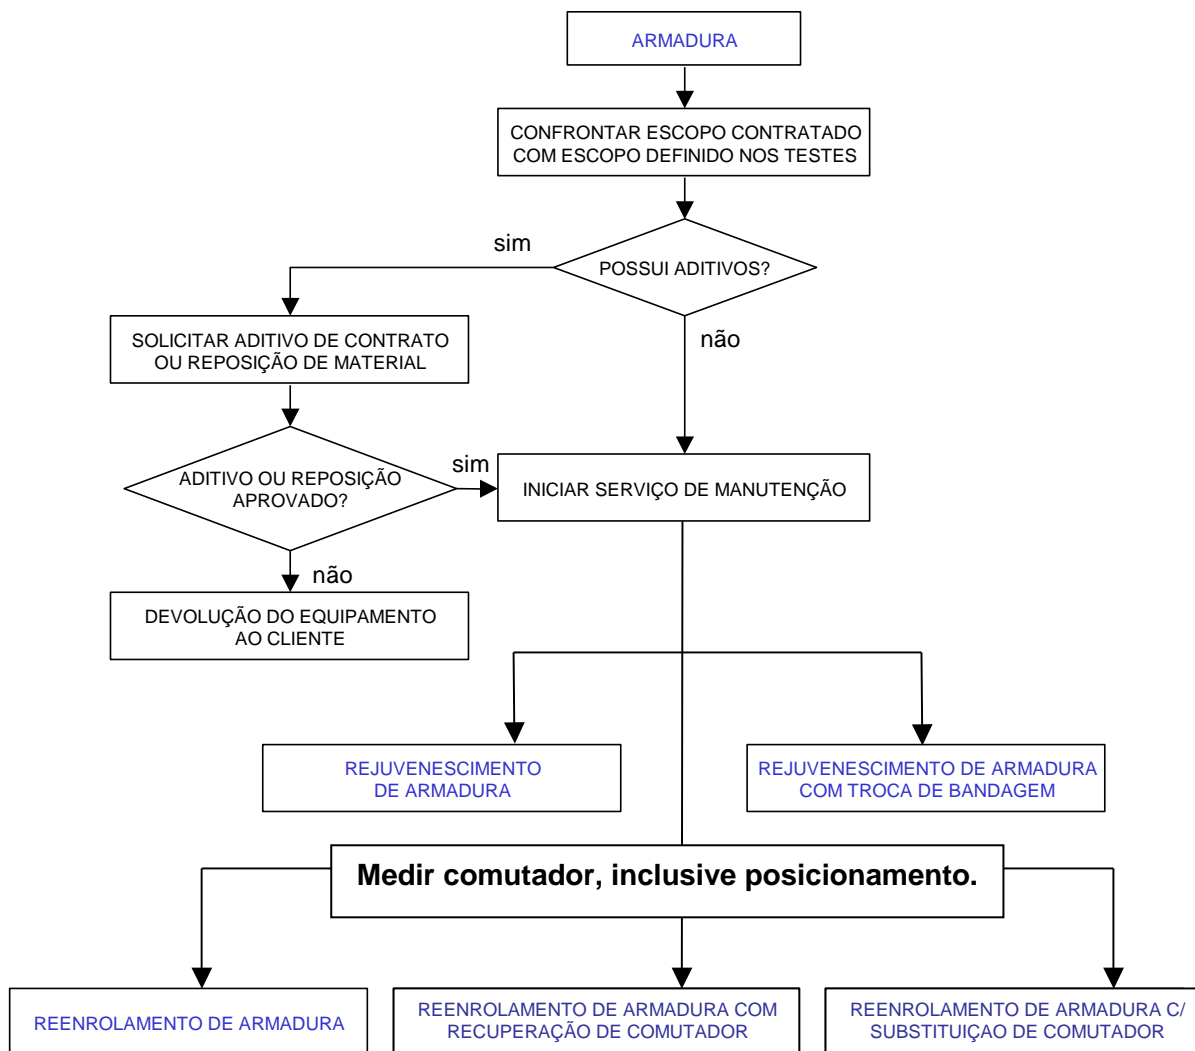 ARMADURA
CONFRONTAR ESCOPO CONTRATADO
COM ESCOPO DEFINIDO NOS TESTES
sim
POSSUI ADITIVOS?
não
SOLICITAR ADITIVO DE CONTRATO
OU REPOSIÇÃO DE MATERIAL
ADITIVO OU REPOSIÇÃO
APROVADO?
sim
INICIAR SERVIÇO DE MANUTENÇÃO
não
DEVOLUÇÃO DO EQUIPAMENTO
AO CLIENTE
REJUVENESCIMENTO
DE ARMADURA
REJUVENESCIMENTO DE ARMADURA
COM TROCA DE BANDAGEM
Medir comutador, inclusive posicionamento.
REENROLAMENTO DE ARMADURA
REENROLAMENTO DE ARMADURA COM
RECUPERAÇÃO DE COMUTADOR
REENROLAMENTO DE ARMADURA C/
SUBSTITUIÇAO DE COMUTADOR